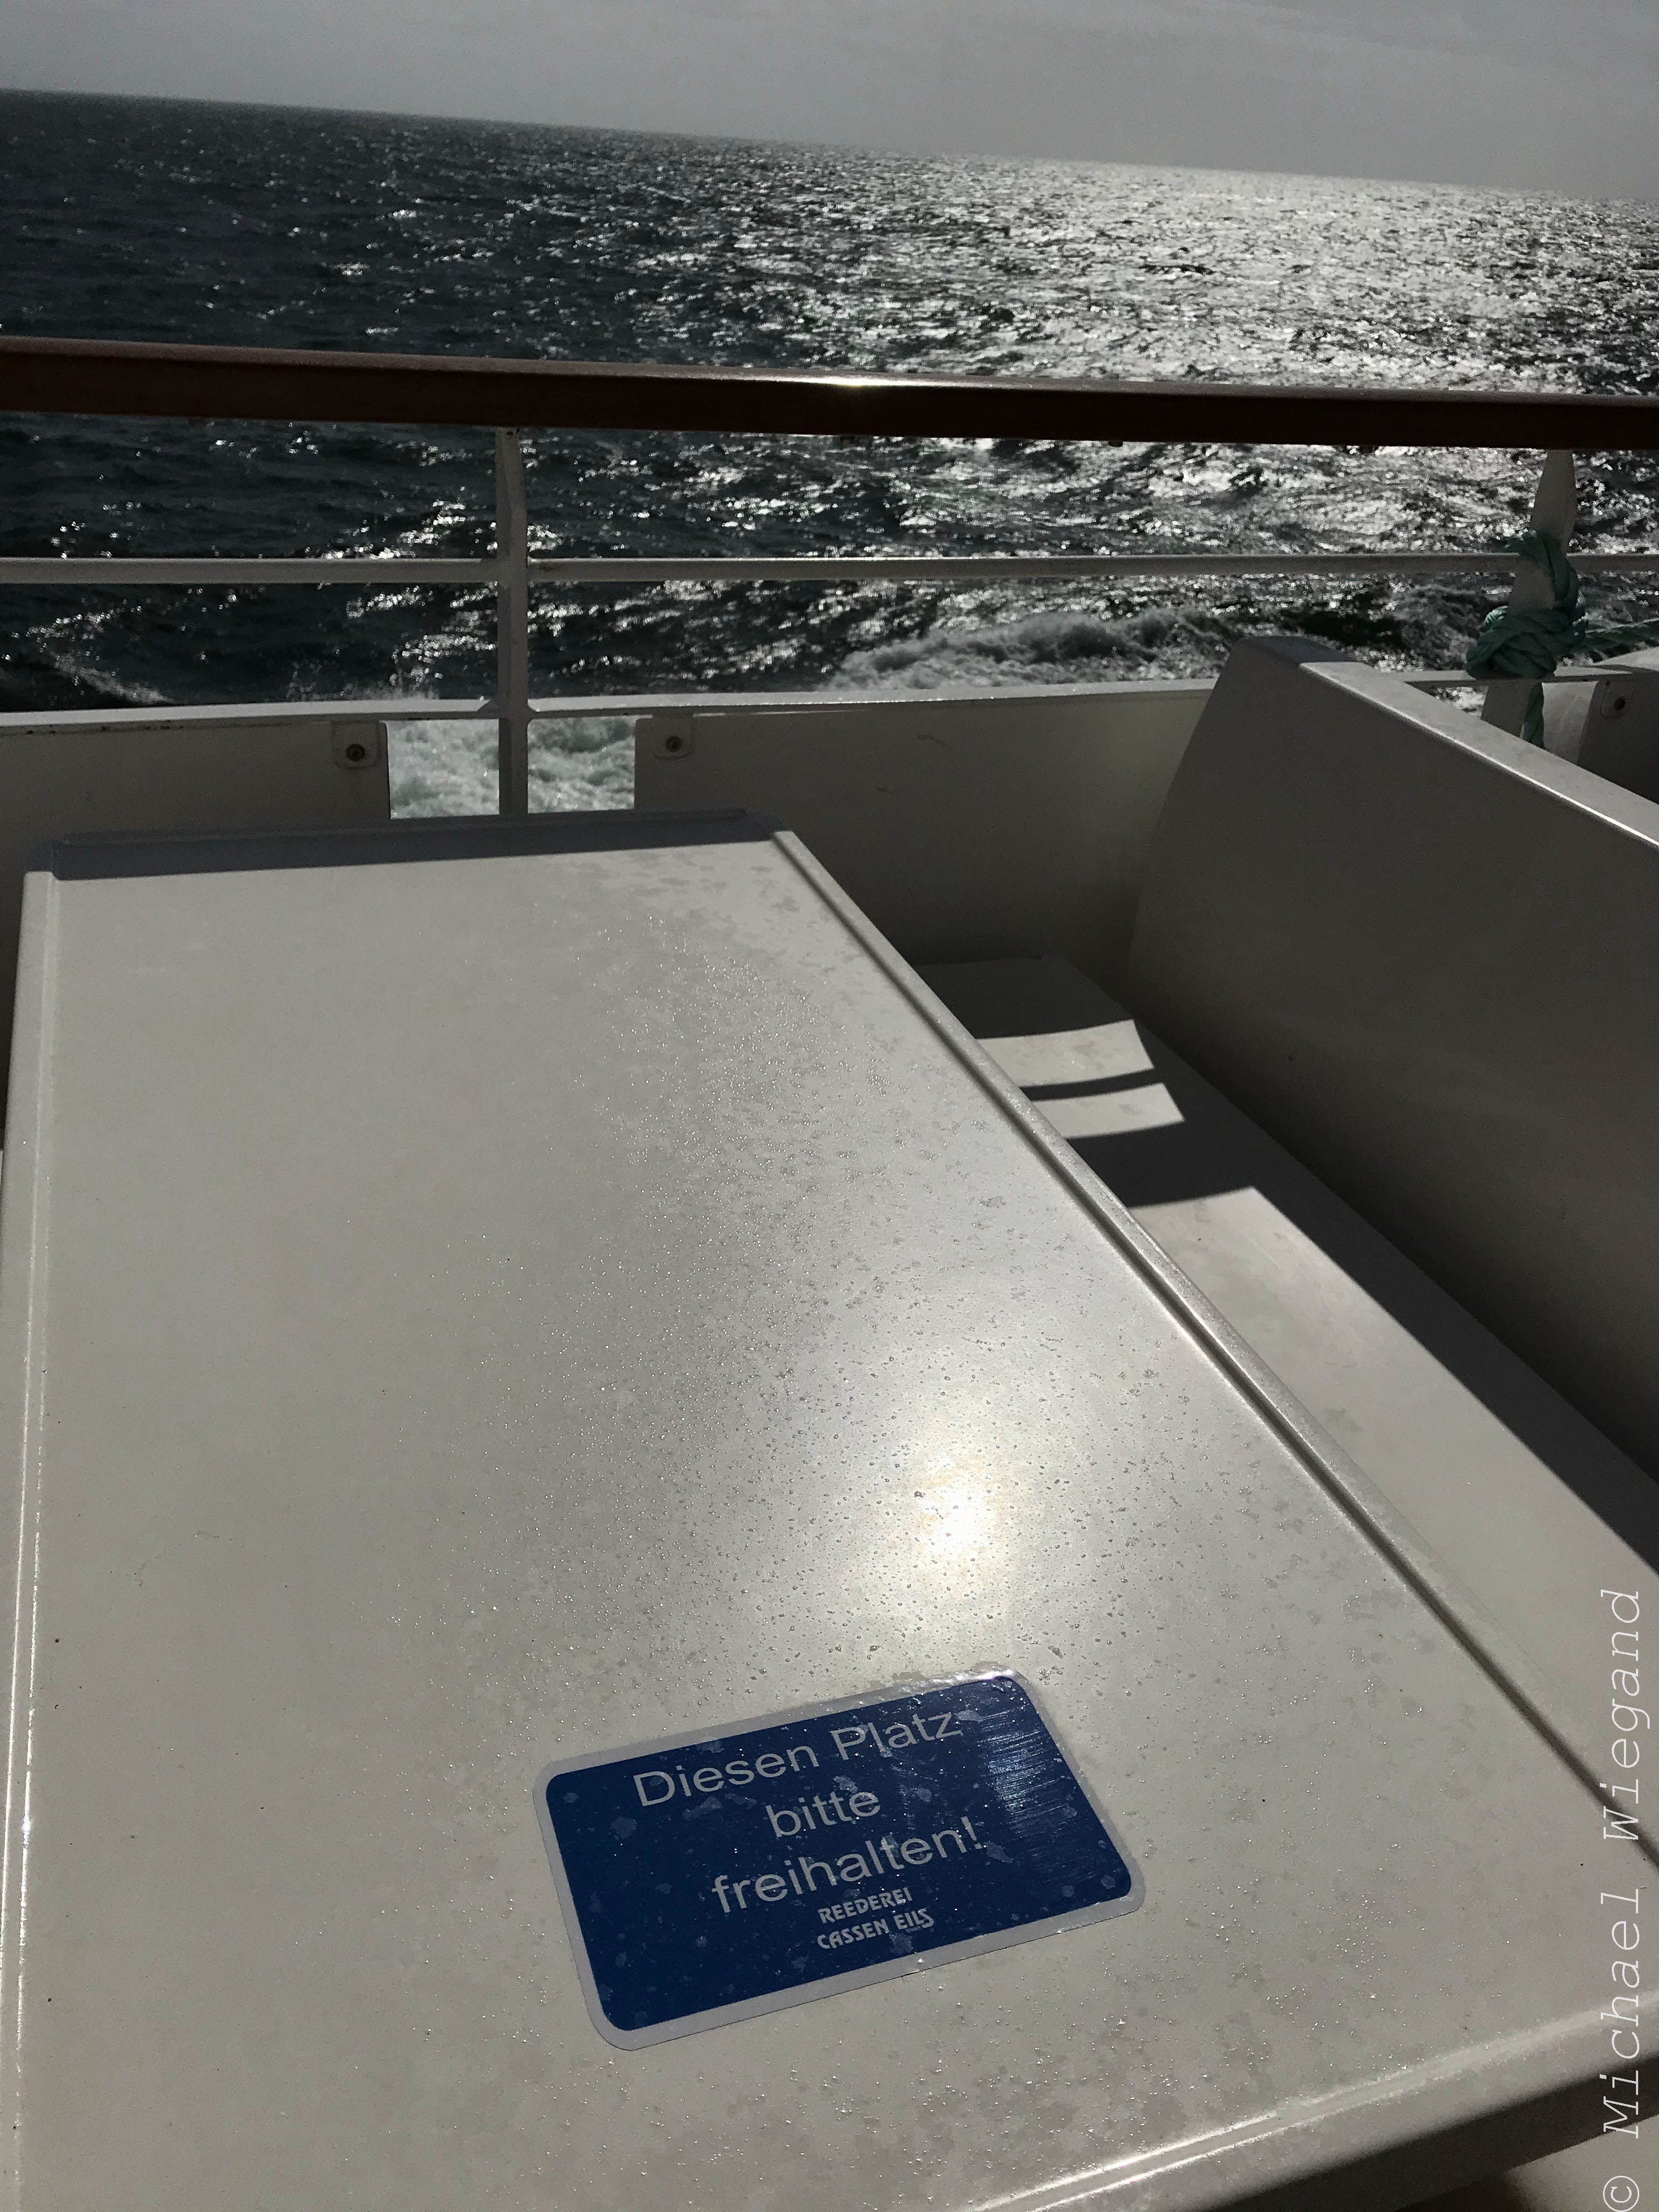 Diesen Platz
bitte
freihalten!
REEDEREI
CASSEN EILS
© Michael Wiegand